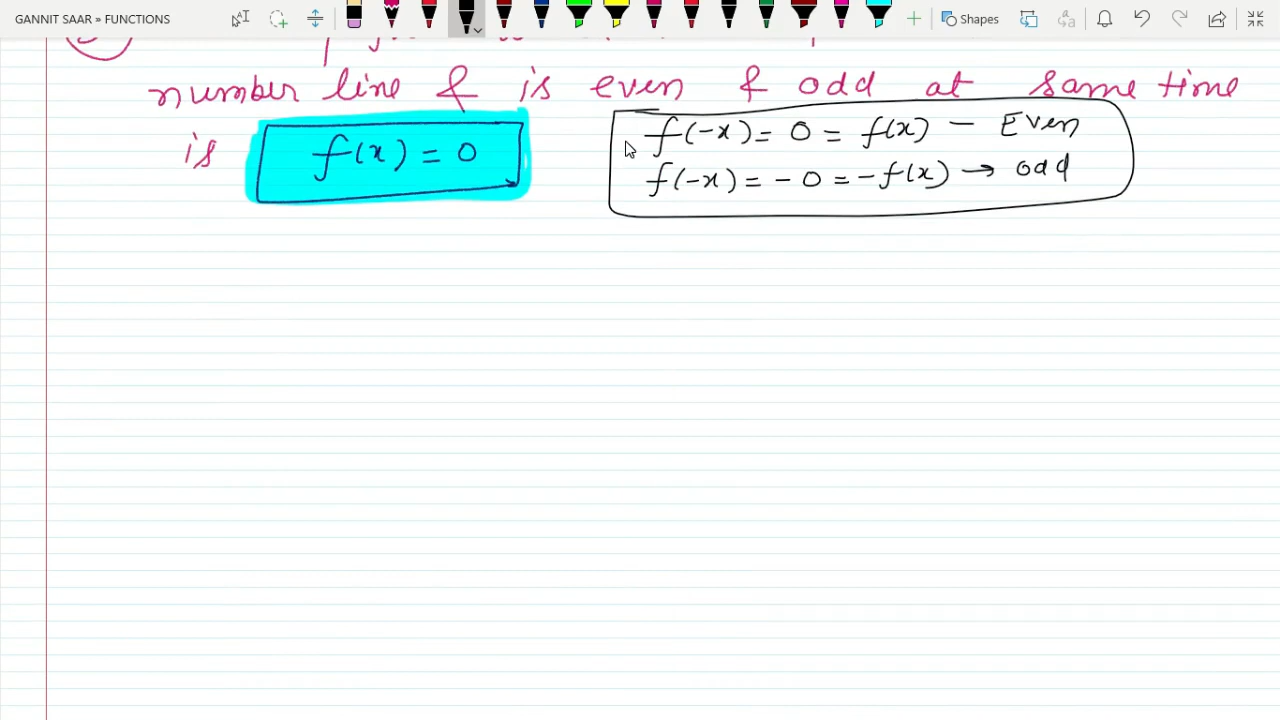 GANNIT SAAR » FUNCTIONS
Shapes
number line & is even & odd at same time
is f(x) = 0
f(-x) = 0 = f(x) - Even
f(-x) = - 0 = - f(x) → odd